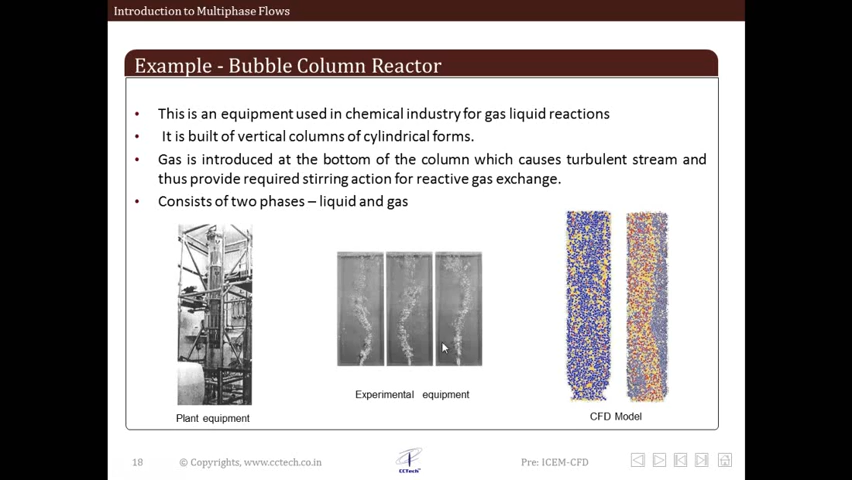 Introduction to Multiphase Flows
Example - Bubble Column Reactor
• This is an equipment used in chemical industry for gas liquid reactions
• It is built of vertical columns of cylindrical forms.
• Gas is introduced at the bottom of the column which causes turbulent stream and
thus provide required stirring action for reactive gas exchange.
• Consists of two phases – liquid and gas
Plant equipment
Experimental equipment
CFD Model
18
© Copyrights, www.cctech.co.in
CCTech™
Pre: ICEM-CFD